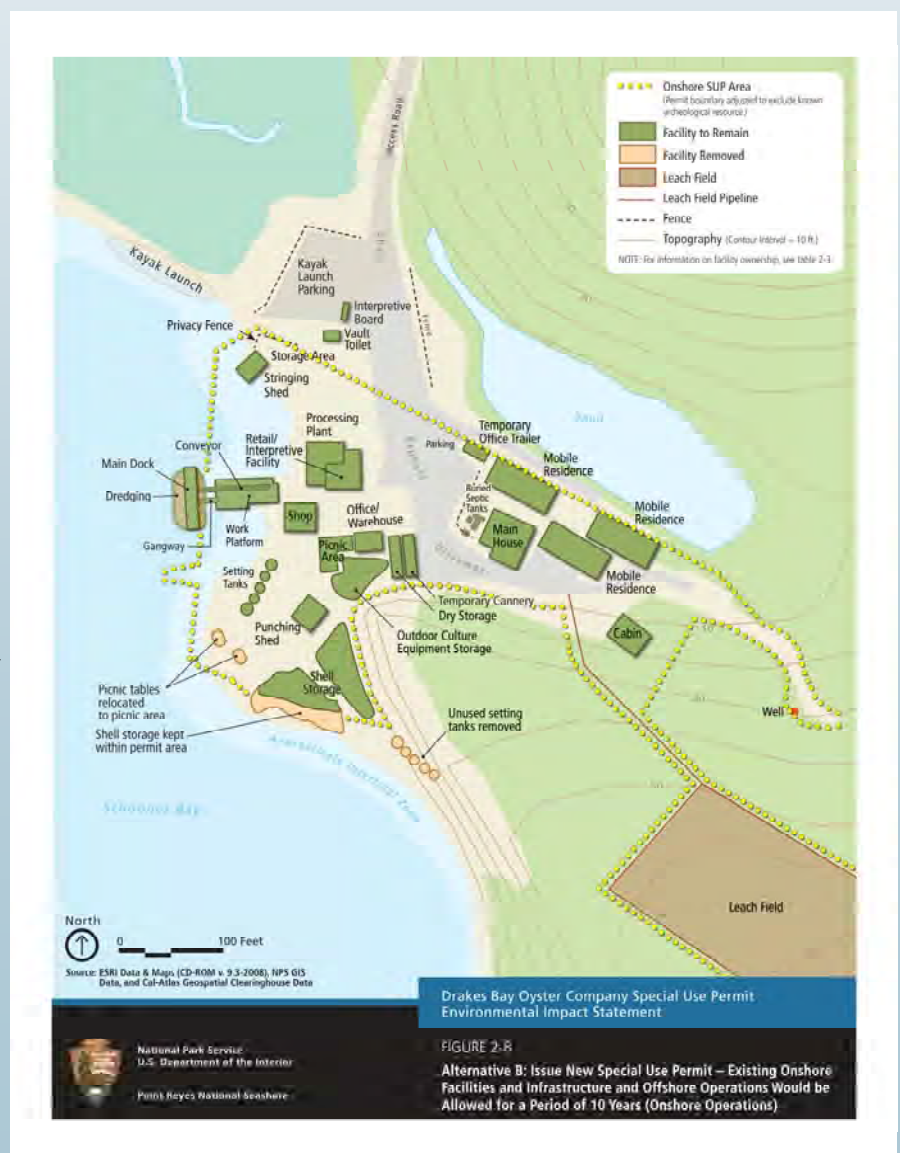 Onshore SUP Area
(Permit boundary adjusted to exclude known
archeological resource.)
Facility to Remain
Facility Removed
Leach Field
Leach Field Pipeline
Fence
Topography (Contour Interval = 10 ft.)
NOTE: For information on facility ownership, see table 2-3.
Access Road
Kayak Launch
Kayak
Launch
Parking
Interpretive
Board
Vault
Toilet
Privacy Fence
Storage Area
Stringing
Shed
Processing
Plant
Retail/
Interpretive
Facility
Conveyor
Main Dock
Dredging
Gangway
Work
Platform
Shop
Office/
Warehouse
Picnic
Area
Setting
Tanks
Punching
Shed
Parking
Temporary
Office Trailer
Mobile
Residence
Buried
Septic
Tanks
Main
House
Mobile
Residence
Mobile
Residence
Temporary Cannery
Dry Storage
Outdoor Culture
Equipment Storage
Cabin
Shell
Storage
Picnic tables
relocated
to picnic area
Shell storage kept
within permit area
Unused setting
tanks removed
Well
Schooner Bay
Leach Field
North
0 100 Feet
Source: ESRI Data & Maps (CD-ROM v. 9.3-2008), NPS GIS
Data, and Cal-Atlas Geospatial Clearinghouse Data
Drakes Bay Oyster Company Special Use Permit
Environmental Impact Statement
National Park Service
U.S. Department of the Interior
Point Reyes National Seashore
Alternative B: Issue New Special Use Permit – Existing Onshore
Facilities and Infrastructure and Offshore Operations Would be
Allowed for a Period of 10 Years (Onshore Operations)